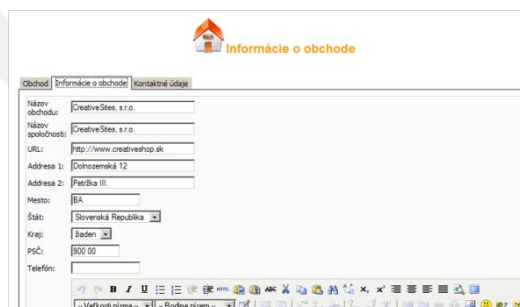 Informácie o obchode
Obchod Informácie o obchode Kontaktné údaje
Názov obchodu: CreativeSites, s.r.o.
Názov spoločnosti: CreativeSites, s.r.o.
URL: http://www.creativeshop.sk
Addresa 1: Dolnozemská 12
Addresa 2: Petržka III.
Mesto: BA
Štát: Slovenská Republika
Kraj: žiaden
PSČ: 900 00
Telefón:
B I U HTML ABC
-- Veľkosti písma -- -- Rodina písem --